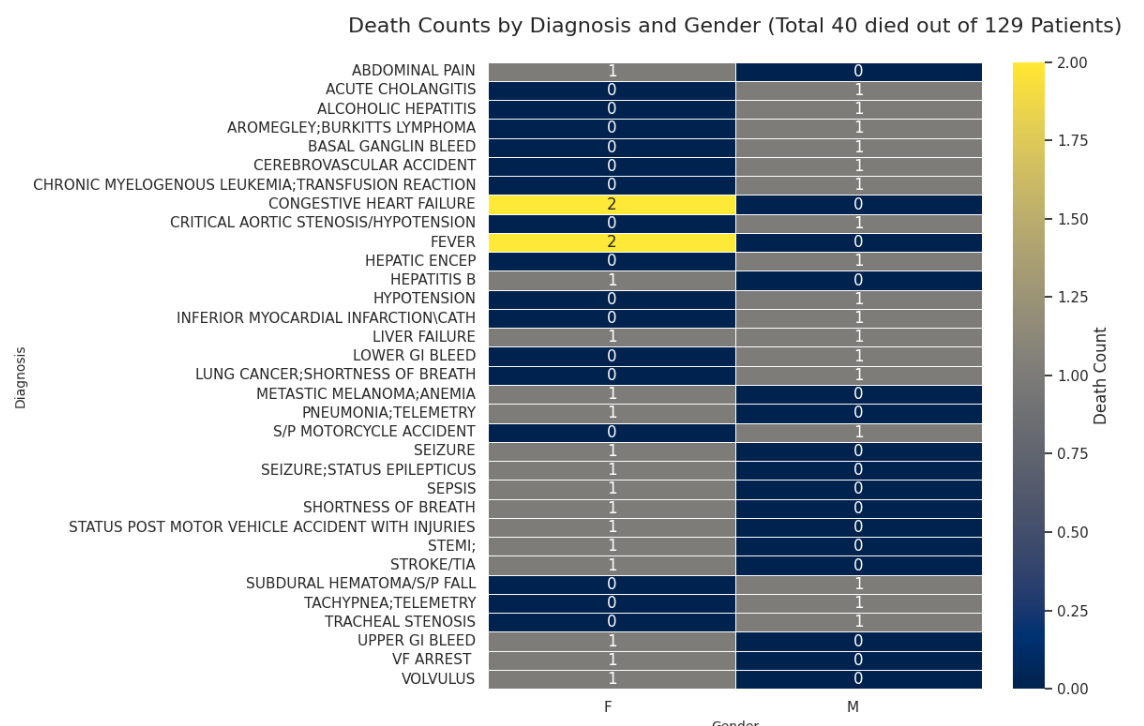 Death Counts by Diagnosis and Gender (Total 40 died out of 129 Patients)
ABDOMINAL PAIN 1 0
ACUTE CHOLANGITIS 0 1
ALCOHOLIC HEPATITIS 0 1
AROMEGLEY;BURKITTS LYMPHOMA 0 1
BASAL GANGLIN BLEED 0 1
CEREBROVASCULAR ACCIDENT 0 1
CHRONIC MYELOGENOUS LEUKEMIA;TRANSFUSION REACTION 0 1
CONGESTIVE HEART FAILURE 2 0
CRITICAL AORTIC STENOSIS/HYPOTENSION 0 1
FEVER 2 0
HEPATIC ENCEP 0 1
HEPATITIS B 1 0
HYPOTENSION 0 1
INFERIOR MYOCARDIAL INFARCTION\CATH 0 1
LIVER FAILURE 1 1
LOWER GI BLEED 0 1
LUNG CANCER;SHORTNESS OF BREATH 0 1
METASTIC MELANOMA;ANEMIA 1 0
PNEUMONIA;TELEMETRY 1 0
S/P MOTORCYCLE ACCIDENT 0 1
SEIZURE 1 0
SEIZURE;STATUS EPILEPTICUS 1 0
SEPSIS 1 0
SHORTNESS OF BREATH 1 0
STATUS POST MOTOR VEHICLE ACCIDENT WITH INJURIES 1 0
STEMI; 1 0
STROKE/TIA 1 0
SUBDURAL HEMATOMA/S/P FALL 0 1
TACHYPNEA;TELEMETRY 0 1
TRACHEAL STENOSIS 0 1
UPPER GI BLEED 1 0
VF ARREST 1 0
VOLVULUS 1 0
F M
Gender
Diagnosis
2.00
1.75
1.50
1.25
1.00
0.75
0.50
0.25
0.00
Death Count